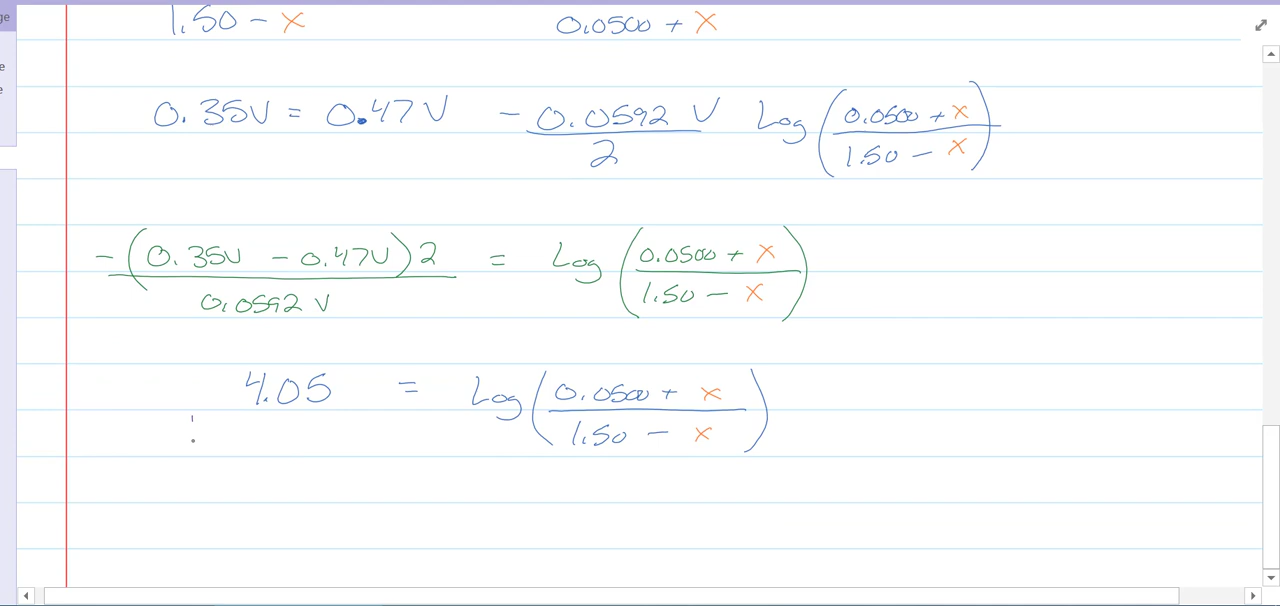 ge
1.50 - x 0.0500 + x
e
e
0.35V = 0.47V - 0.0592 V / 2 Log (0.0500 + x / 1.50 - x)
-(0.35V - 0.47V)2 / 0.0592 V = Log (0.0500 + x / 1.50 - x)
4.05 = Log (0.0500 + x / 1.50 - x)